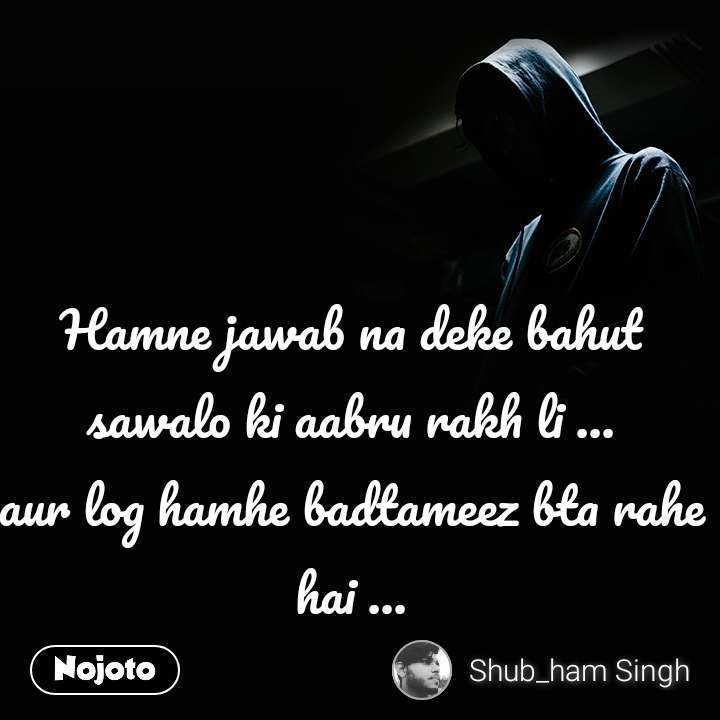 Hamne jawab na deke bahut
sawalo ki aabru rakh li ...
aur log hamhe badtameez bta rahe
hai ...
Nojoto
Shub_ham Singh